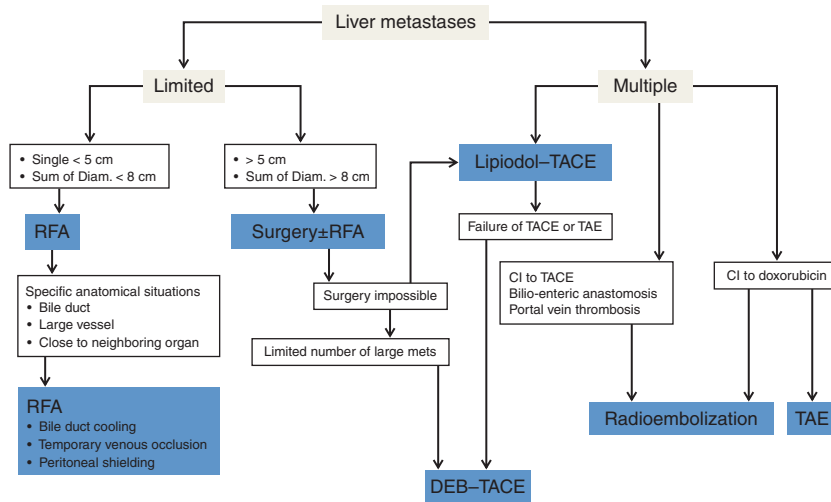 Liver metastases
Limited
Multiple
• Single < 5 cm
• Sum of Diam. < 8 cm
• > 5 cm
• Sum of Diam. > 8 cm
Lipiodol–TACE
RFA
Surgery±RFA
Failure of TACE or TAE
Specific anatomical situations
• Bile duct
• Large vessel
• Close to neighboring organ
Surgery impossible
CI to TACE
Bilio-enteric anastomosis
Portal vein thrombosis
CI to doxorubicin
Limited number of large mets
RFA
• Bile duct cooling
• Temporary venous occlusion
• Peritoneal shielding
Radioembolization
TAE
DEB–TACE